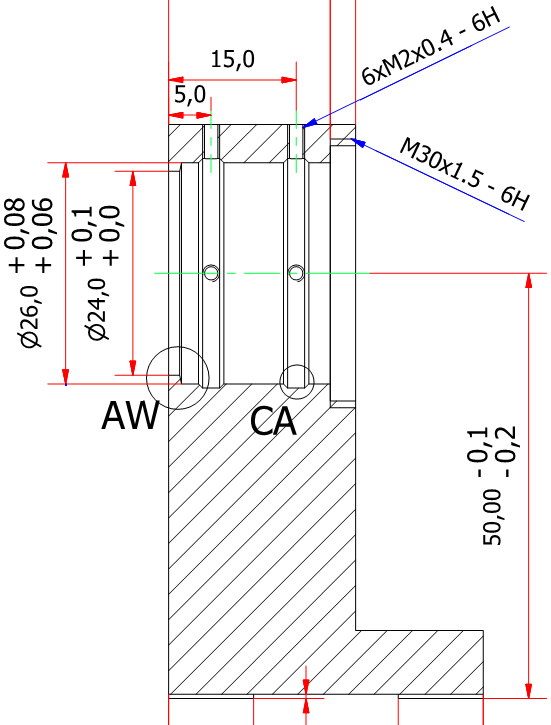 15,0
5,0
6xM2x0.4 - 6H
M30x1.5 - 6H
Ø26,0 +0,08 +0,06
Ø24,0 +0,1 +0,0
AW
CA
50,00 -0,1 -0,2